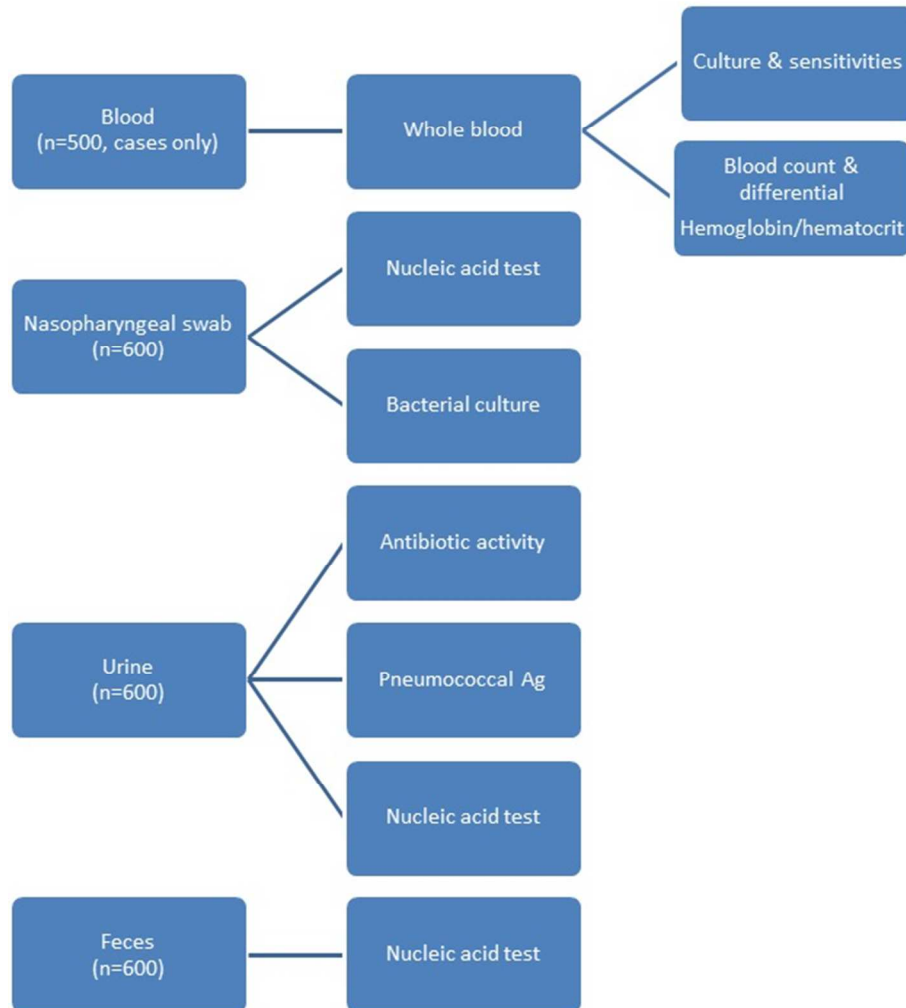 Blood
(n=500, cases only)
Whole blood
Culture & sensitivities
Blood count &
differential
Hemoglobin/hematocrit
Nasopharyngeal swab
(n=600)
Nucleic acid test
Bacterial culture
Urine
(n=600)
Antibiotic activity
Pneumococcal Ag
Nucleic acid test
Feces
(n=600)
Nucleic acid test